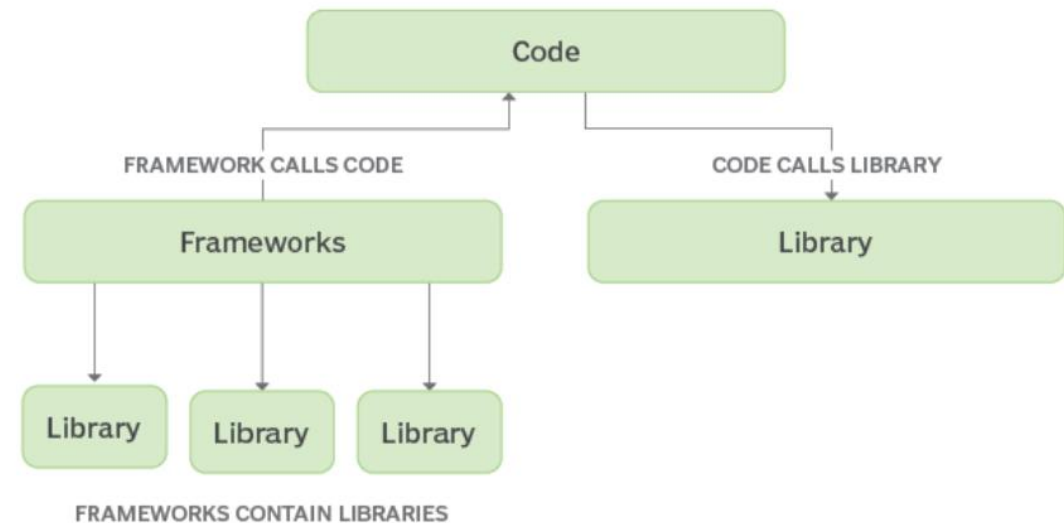 Code
FRAMEWORK CALLS CODE
CODE CALLS LIBRARY
Frameworks
Library
Library
Library
Library
FRAMEWORKS CONTAIN LIBRARIES